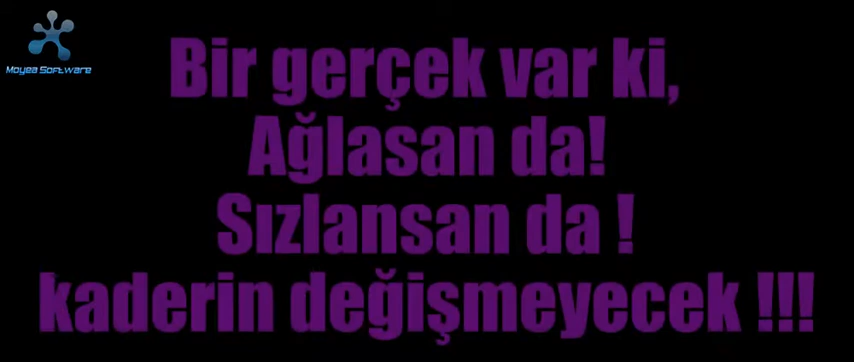 Moyea Software
Bir gerçek var ki,
Ağlasan da!
Sızlansan da !
kaderin değişmeyecek !!!